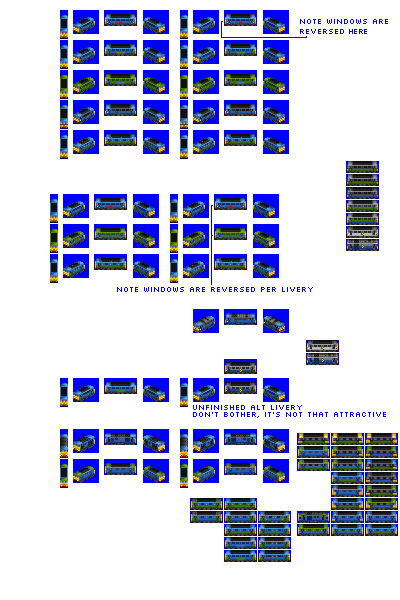 NOTE WINDOWS ARE
REVERSED HERE
NOTE WINDOWS ARE REVERSED PER LIVERY
UNFINISHED ALT LIVERY
DON'T BOTHER, IT'S NOT THAT ATTRACTIVE